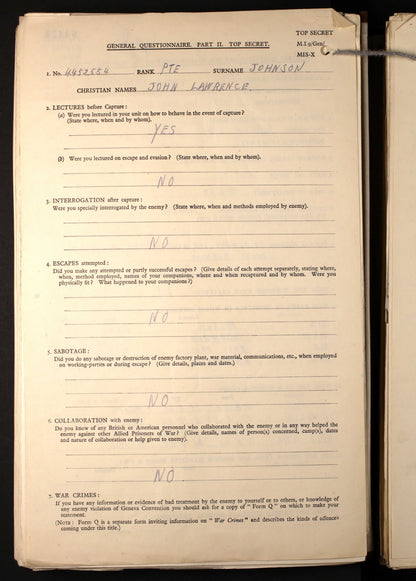 TOP SECRET
GENERAL QUESTIONNAIRE. PART II. TOP SECRET.
M.I.9/Gen/
MIS-X
1. No. 4452554 RANK PTE SURNAME JOHNSON
CHRISTIAN NAMES JOHN LAWRENCE.
2. LECTURES before Capture :
(a) Were you lectured in your unit on how to behave in the event of capture ?
(State where, when and by whom).
YES
(b) Were you lectured on escape and evasion ? (State where, when and by whom).
NO
3. INTERROGATION after capture :
Were you specially interrogated by the enemy ? (State where, when and methods employed by enemy).
NO
4. ESCAPES attempted :
Did you make any attempted or partly successful escapes ? (Give details of each attempt separately, stating where,
when, method employed, names of your companions, where and when recaptured and by whom. Were you
physically fit ? What happened to your companions ?)
NO
5. SABOTAGE :
Did you do any sabotage or destruction of enemy factory plant, war material, communications, etc., when employed
on working-parties or during escape ? (Give details, places and dates.)
NO
6. COLLABORATION with enemy :
Do you know of any British or American personnel who collaborated with the enemy or in any way helped the
enemy against other Allied Prisoners of War ? (Give details, names of person(s) concerned, camp(s), dates
and nature of collaboration or help given to enemy).
NO.
7. WAR CRIMES :
If you have any information or evidence of bad treatment by the enemy to yourself or to others, or knowledge of
any enemy violation of Geneva Convention you should ask for a copy of "Form Q" on which to make your
statement.
(NOTE : Form Q is a separate form inviting information on "War Crimes" and describes the kinds of offences
coming under this title.)